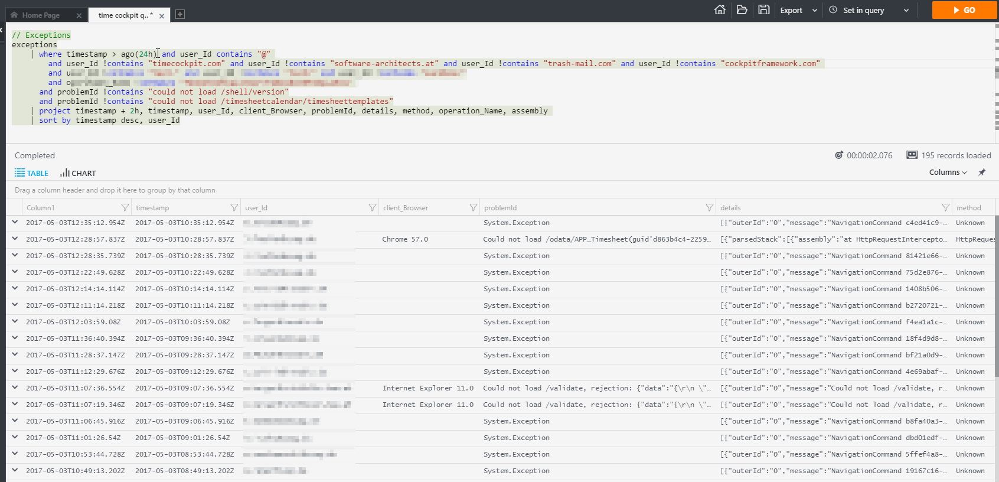 Home Page
time cockpit q.. *
Export
Set in query
GO
// Exceptions
exceptions
| where timestamp > ago(24h) and user_Id contains "@"
and user_Id !contains "timecockpit.com" and user_Id !contains "software-architects.at" and user_Id !contains "trash-mail.com" and user_Id !contains "cockpitframework.com"
and
and
and problemId !contains "could not load /shell/version"
and problemId !contains "could not load /timesheetcalendar/timesheettemplates"
| project timestamp + 2h, timestamp, user_Id, client_Browser, problemId, details, method, operation_Name, assembly
| sort by timestamp desc, user_Id
Completed 00:00:02.076 195 records loaded
TABLE CHART Columns
Drag a column header and drop it here to group by that column
Column1 timestamp user_Id client_Browser problemId details method
2017-05-03T12:35:12.954Z 2017-05-03T10:35:12.954Z System.Exception [{"outerId":"0","message":"NavigationCommand c4ed41c9-... Unknown
2017-05-03T12:28:57.837Z 2017-05-03T10:28:57.837Z Chrome 57.0 Could not load /odata/APP_Timesheet(guid'd863b4c4-2259... [{"parsedStack":[{"assembly":"at HttpRequestIntercepto... HttpReques
2017-05-03T12:28:35.739Z 2017-05-03T10:28:35.739Z System.Exception [{"outerId":"0","message":"NavigationCommand 81421e66-... Unknown
2017-05-03T12:22:49.628Z 2017-05-03T10:22:49.628Z System.Exception [{"outerId":"0","message":"NavigationCommand 75d2e876-... Unknown
2017-05-03T12:14:14.114Z 2017-05-03T10:14:14.114Z System.Exception [{"outerId":"0","message":"NavigationCommand 1408b506-... Unknown
2017-05-03T12:11:14.218Z 2017-05-03T10:11:14.218Z System.Exception [{"outerId":"0","message":"NavigationCommand b2720721-... Unknown
2017-05-03T12:03:59.08Z 2017-05-03T10:03:59.08Z System.Exception [{"outerId":"0","message":"NavigationCommand f4ea1a1c-... Unknown
2017-05-03T11:36:40.394Z 2017-05-03T09:36:40.394Z System.Exception [{"outerId":"0","message":"NavigationCommand 18f4d9d8-... Unknown
2017-05-03T11:28:37.147Z 2017-05-03T09:28:37.147Z System.Exception [{"outerId":"0","message":"NavigationCommand bf21a0d9-... Unknown
2017-05-03T11:12:29.676Z 2017-05-03T09:12:29.676Z System.Exception [{"outerId":"0","message":"NavigationCommand 4e69abaf-... Unknown
2017-05-03T11:07:36.554Z 2017-05-03T09:07:36.554Z Internet Explorer 11.0 Could not load /validate, rejection: {"data":"{\r\n \"... [{"outerId":"0","message":"Could not load /validate, r... Unknown
2017-05-03T11:07:19.346Z 2017-05-03T09:07:19.346Z Internet Explorer 11.0 Could not load /validate, rejection: {"data":"{\r\n \"... [{"outerId":"0","message":"Could not load /validate, r... Unknown
2017-05-03T11:06:45.916Z 2017-05-03T09:06:45.916Z System.Exception [{"outerId":"0","message":"NavigationCommand b8fa40a3-... Unknown
2017-05-03T11:01:26.54Z 2017-05-03T09:01:26.54Z System.Exception [{"outerId":"0","message":"NavigationCommand dbd01edf-... Unknown
2017-05-03T10:53:44.728Z 2017-05-03T08:53:44.728Z System.Exception [{"outerId":"0","message":"NavigationCommand 5ffef4a8-... Unknown
2017-05-03T10:49:13.202Z 2017-05-03T08:49:13.202Z System.Exception [{"outerId":"0","message":"NavigationCommand 19167c16-... Unknown